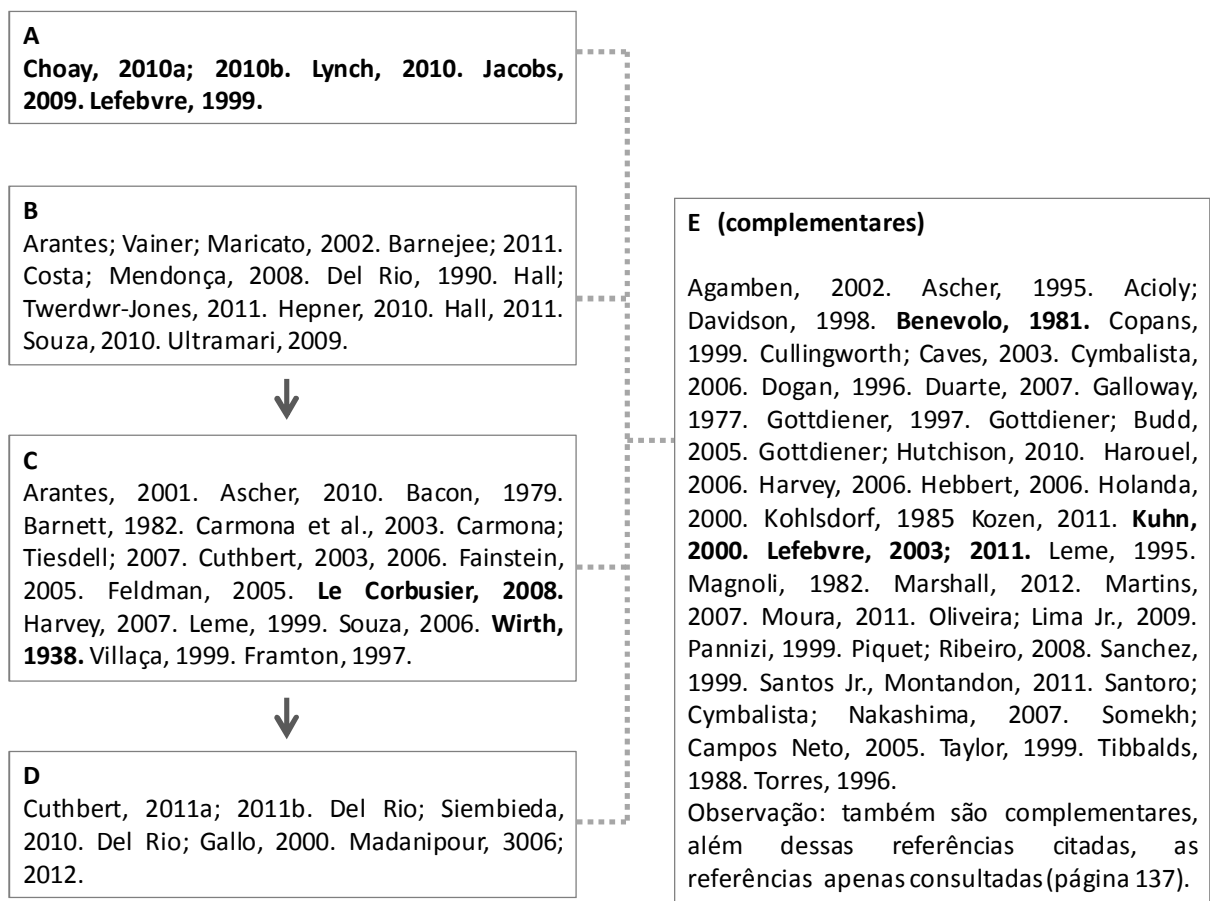 A
Choay, 2010a; 2010b. Lynch, 2010. Jacobs,
2009. Lefebvre, 1999.
B
Arantes; Vainer; Maricato, 2002. Barnejee; 2011.
Costa; Mendonça, 2008. Del Rio, 1990. Hall;
Twerdwr-Jones, 2011. Hepner, 2010. Hall, 2011.
Souza, 2010. Ultramari, 2009.
C
Arantes, 2001. Ascher, 2010. Bacon, 1979.
Barnett, 1982. Carmona et al., 2003. Carmona;
Tiesdell; 2007. Cuthbert, 2003, 2006. Fainstein,
2005. Feldman, 2005. Le Corbusier, 2008.
Harvey, 2007. Leme, 1999. Souza, 2006. Wirth,
1938. Villaça, 1999. Framton, 1997.
D
Cuthbert, 2011a; 2011b. Del Rio; Siembieda,
2010. Del Rio; Gallo, 2000. Madanipour, 3006;
2012.
E (complementares)
Agamben, 2002. Ascher, 1995. Acioly;
Davidson, 1998. Benevolo, 1981. Copans,
1999. Cullingworth; Caves, 2003. Cymbalista,
2006. Dogan, 1996. Duarte, 2007. Galloway,
1977. Gottdiener, 1997. Gottdiener; Budd,
2005. Gottdiener; Hutchison, 2010. Harouel,
2006. Harvey, 2006. Hebbert, 2006. Holanda,
2000. Kohlsdorf, 1985 Kozen, 2011. Kuhn,
2000. Lefebvre, 2003; 2011. Leme, 1995.
Magnoli, 1982. Marshall, 2012. Martins,
2007. Moura, 2011. Oliveira; Lima Jr., 2009.
Pannizi, 1999. Piquet; Ribeiro, 2008. Sanchez,
1999. Santos Jr., Montandon, 2011. Santoro;
Cymbalista; Nakashima, 2007. Somekh;
Campos Neto, 2005. Taylor, 1999. Tibbalds,
1988. Torres, 1996.
Observação: também são complementares,
além dessas referências citadas, as
referências apenas consultadas (página 137).